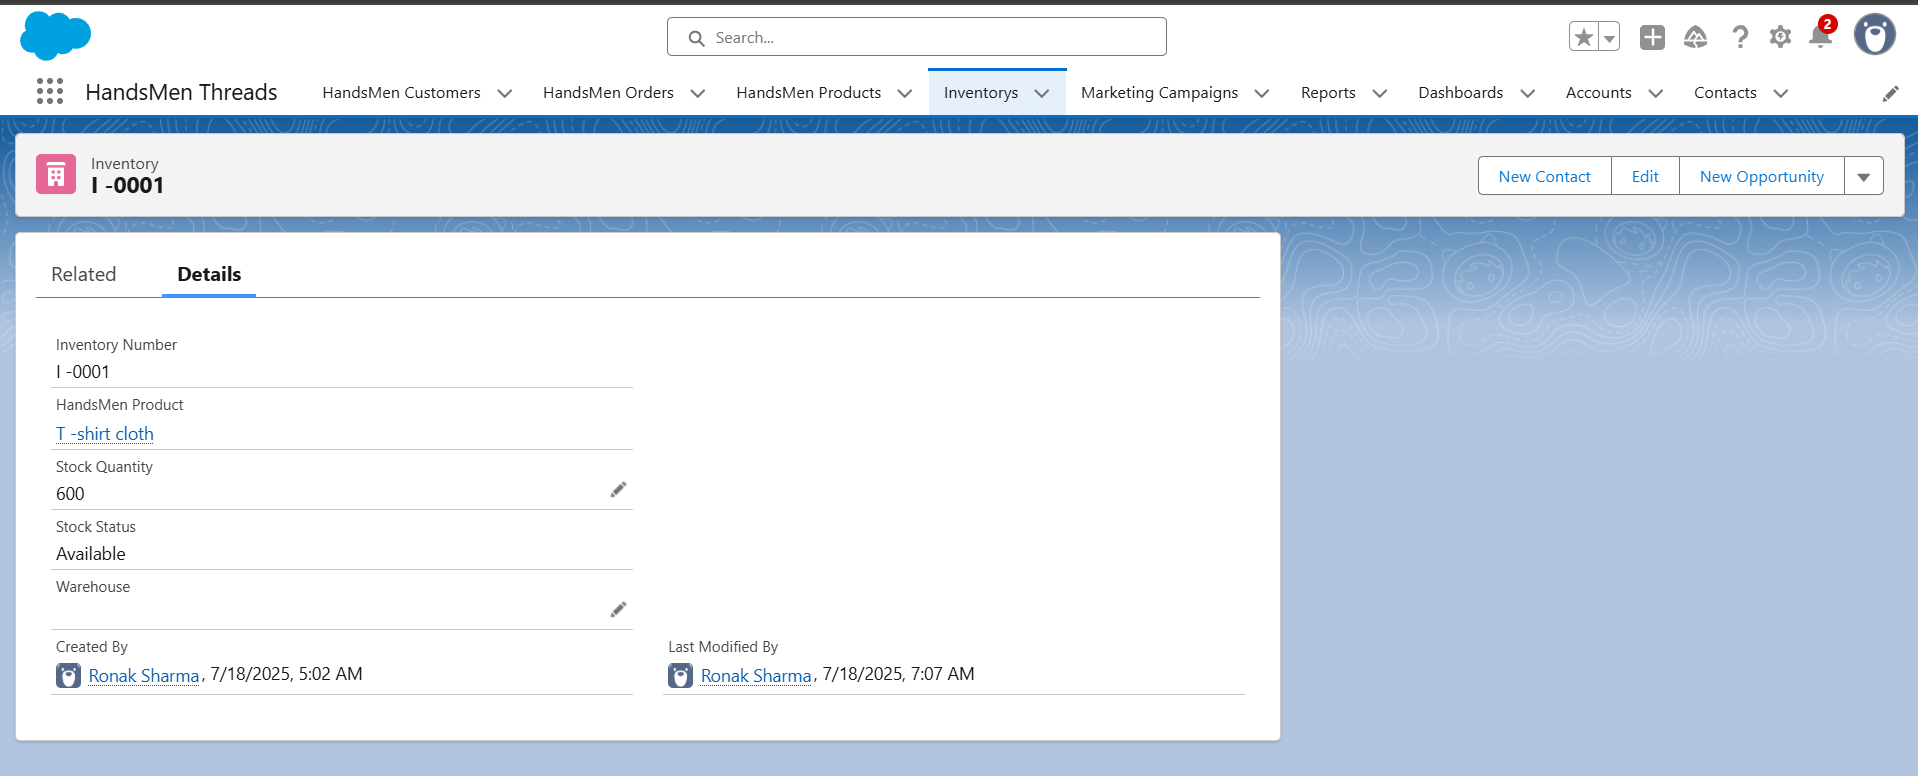 Search...
2
HandsMen Threads HandsMen Customers HandsMen Orders HandsMen Products Inventorys Marketing Campaigns Reports Dashboards Accounts Contacts
Inventory
I -0001
New Contact Edit New Opportunity
Related Details
Inventory Number
I -0001
HandsMen Product
T -shirt cloth
Stock Quantity
600
Stock Status
Available
Warehouse
Created By Last Modified By
Ronak Sharma, 7/18/2025, 5:02 AM Ronak Sharma, 7/18/2025, 7:07 AM